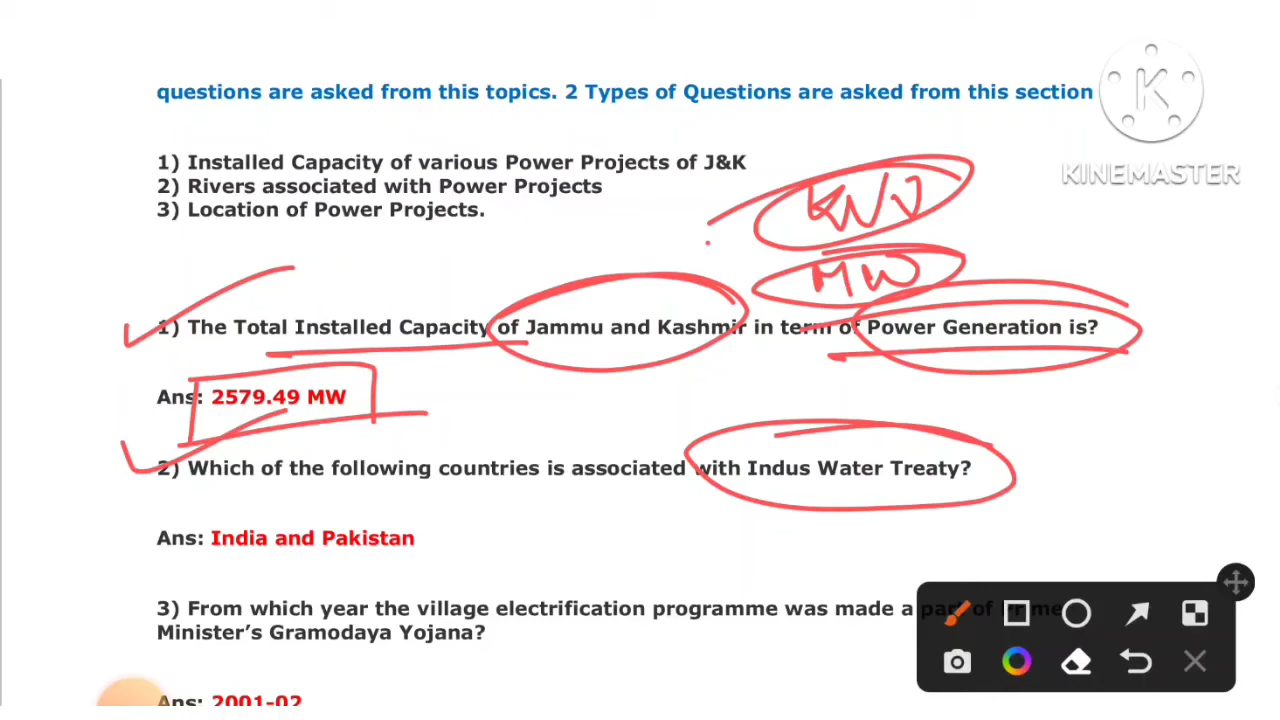 questions are asked from this topics. 2 Types of Questions are asked from this section
K
KINEMASTER
1) Installed Capacity of various Power Projects of J&K
2) Rivers associated with Power Projects
3) Location of Power Projects.
MW
1) The Total Installed Capacity of Jammu and Kashmir in term of Power Generation is?
Ans: 2579.49 MW
2) Which of the following countries is associated with Indus Water Treaty?
Ans: India and Pakistan
3) From which year the village electrification programme was made a part of Prime
Minister’s Gramodaya Yojana?
Ans: 2001-02